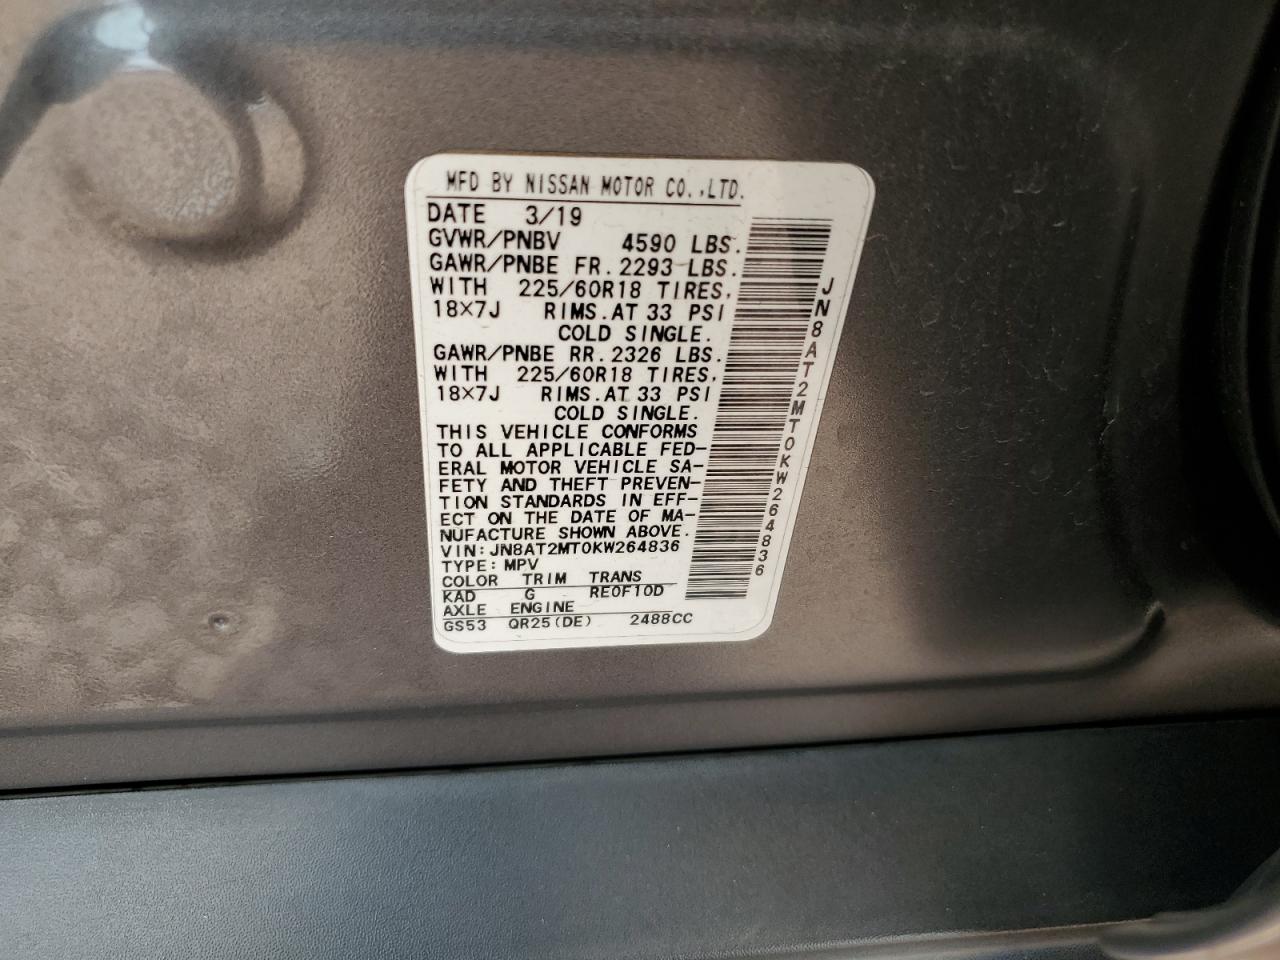 MFD BY NISSAN MOTOR CO.,LTD.
DATE 3/19
GVWR/PNBV 4590 LBS.
GAWR/PNBE FR. 2293 LBS.
WITH 225/60R18 TIRES,
18×7J RIMS.AT 33 PSI
COLD SINGLE.
GAWR/PNBE RR. 2326 LBS.
WITH 225/60R18 TIRES,
18×7J RIMS.AT 33 PSI
COLD SINGLE.
THIS VEHICLE CONFORMS
TO ALL APPLICABLE FED-
ERAL MOTOR VEHICLE SA-
FETY AND THEFT PREVEN-
TION STANDARDS IN EFF-
ECT ON THE DATE OF MA-
NUFACTURE SHOWN ABOVE.
VIN:JN8AT2MT0KW264836
TYPE:MPV
COLOR TRIM TRANS
KAD G RE0F10D
AXLE ENGINE
GS53 QR25(DE) 2488CC
JN8AT2MT0KW264836